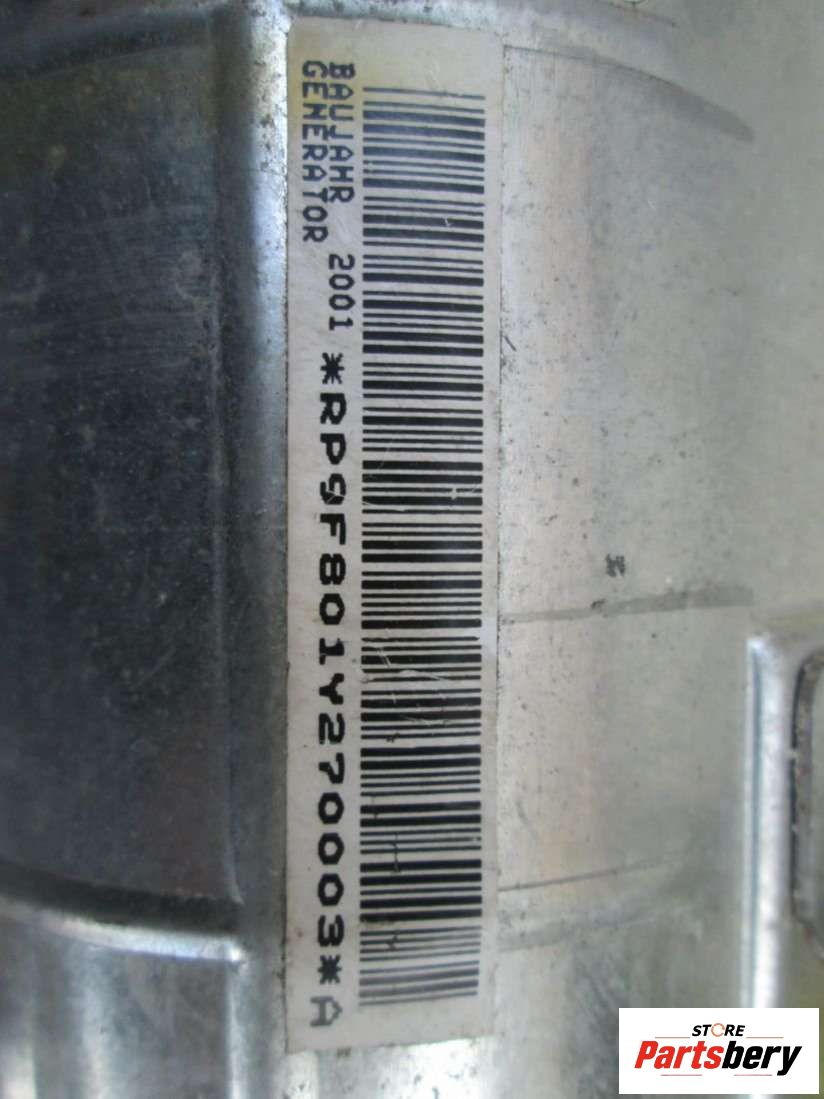 BAUJAHR 2001
GENERATOR
*RP9F801Y270003*A
STORE
Partsbery